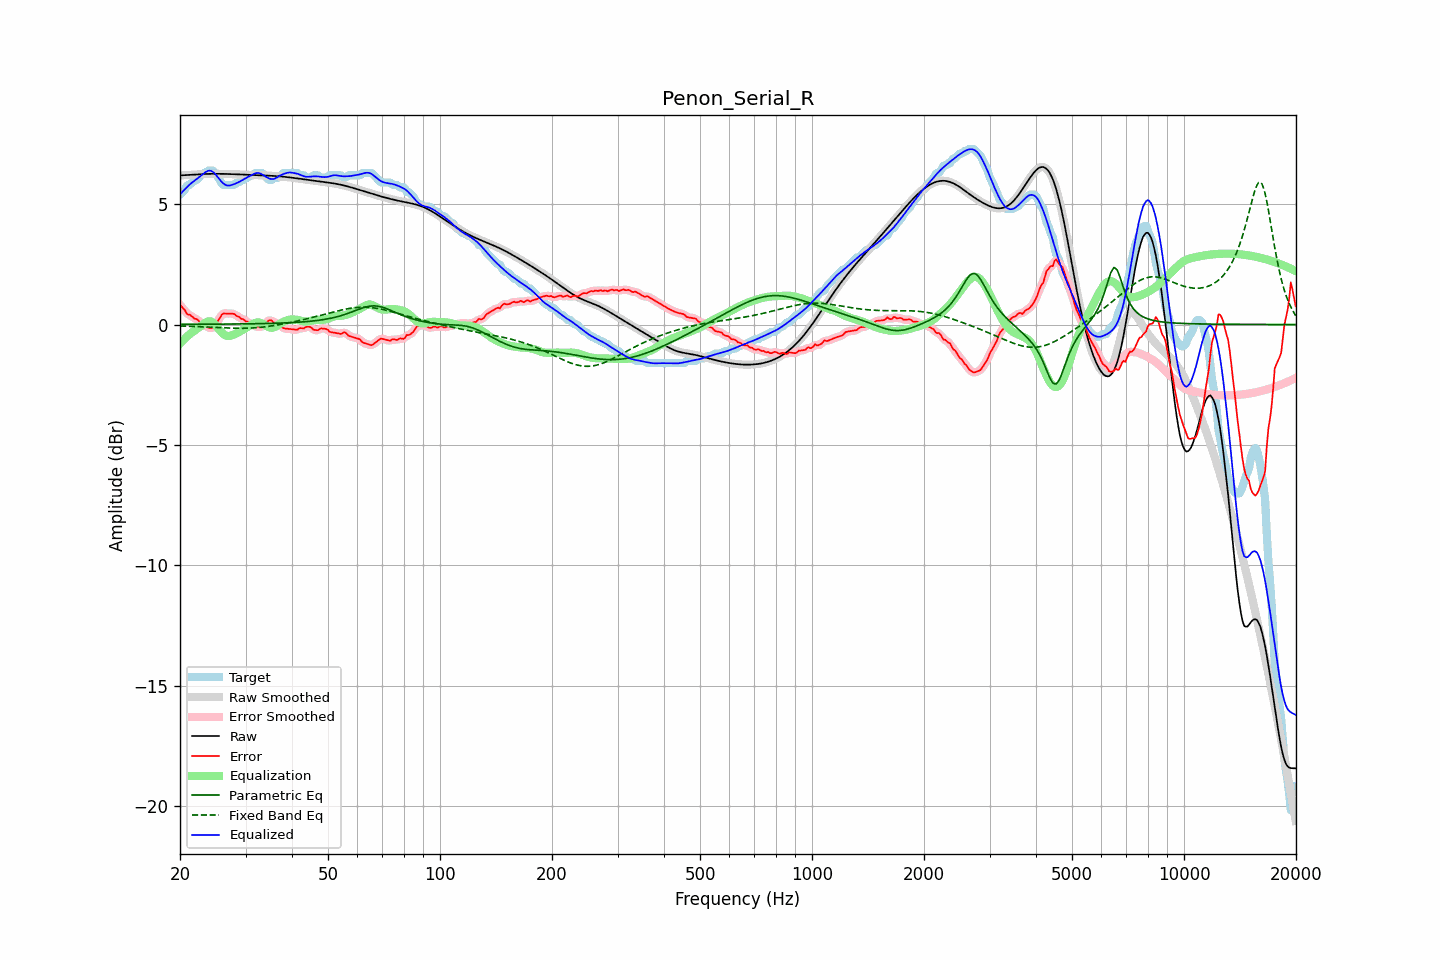 Penon_Serial_R
Amplitude (dBr)
5
0
−5
−10
−15
−20
Target
Raw Smoothed
Error Smoothed
Raw
Error
Equalization
Parametric Eq
Fixed Band Eq
Equalized
20 50 100 200 500 1000 2000 5000 10000 20000
Frequency (Hz)